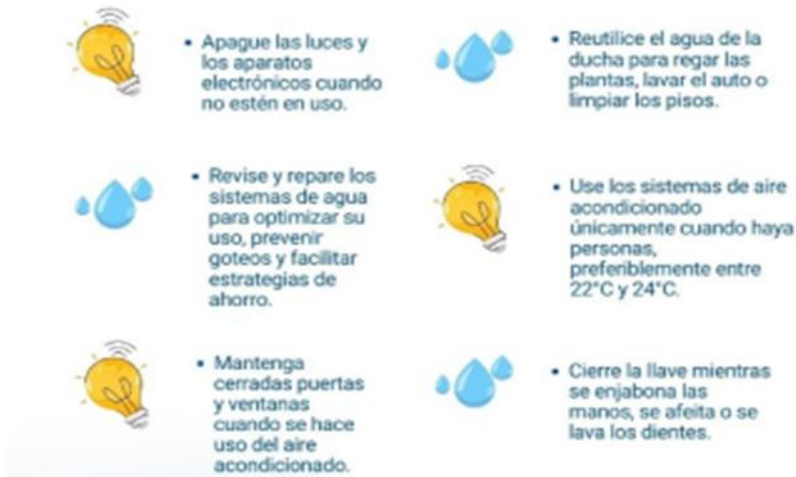 • Apague las luces y
los aparatos
electrónicos cuando
no estén en uso.
• Reutilice el agua de la
ducha para regar las
plantas, lavar el auto o
limpiar los pisos.
• Revise y repare los
sistemas de agua
para optimizar su
uso, prevenir
goteos y facilitar
estrategias de
ahorro.
• Use los sistemas de aire
acondicionado
únicamente cuando haya
personas,
preferiblemente entre
22°C y 24°C.
• Mantenga
cerradas puertas
y ventanas
cuando se hace
uso del aire
acondicionado.
• Cierre la llave mientras
se enjabona las
manos, se afeita o se
lava los dientes.